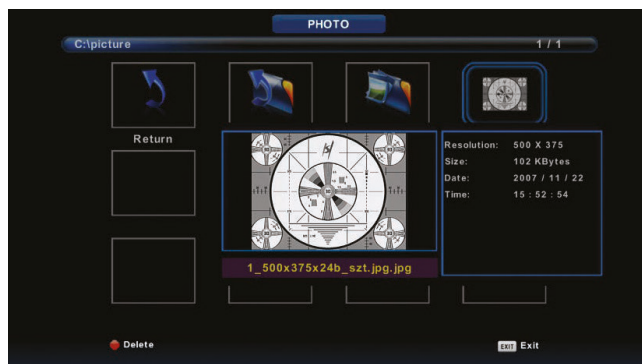 PHOTO
C:\picture
1 / 1
Return
Resolution: 500 X 375
Size: 102 KBytes
Date: 2007 / 11 / 22
Time: 15 : 52 : 54
1_500x375x24b_szt.jpg.jpg
Delete
EXIT Exit